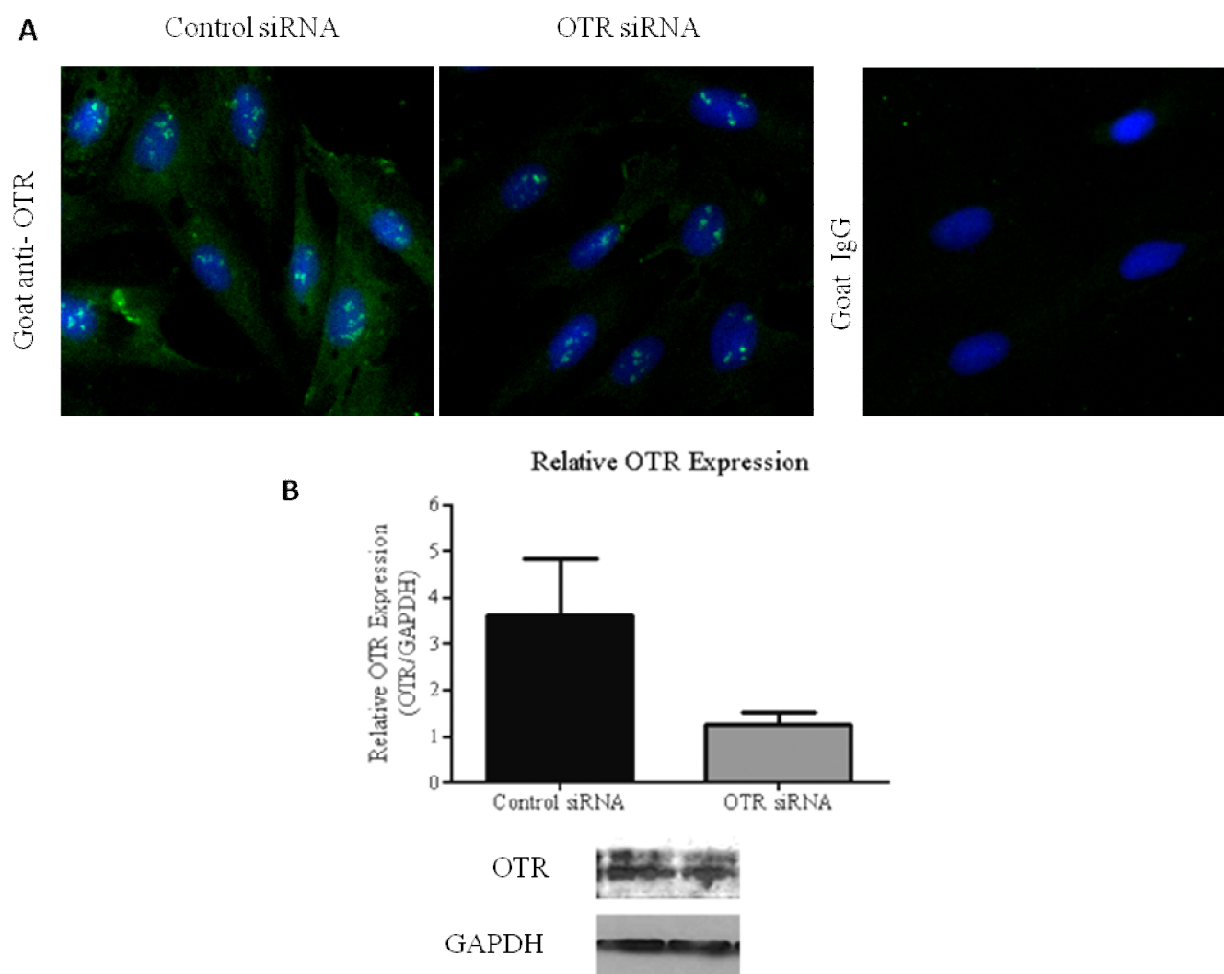 A
Control siRNA
OTR siRNA
Goat anti- OTR
Goat IgG
B
Relative OTR Expression
Relative OTR Expression
(OTR/GAPDH)
6
5
4
3
2
1
0
Control siRNA
OTR siRNA
OTR
GAPDH